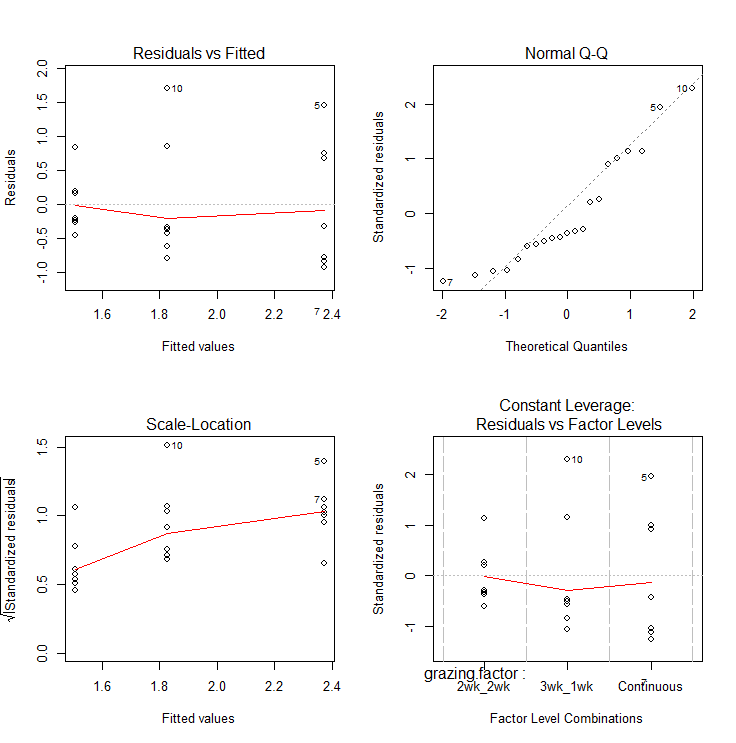 Residuals vs Fitted
Residuals
2.0
1.5
1.0
0.5
0.0
-0.5
-1.0
10
5
7
1.6 1.8 2.0 2.2 2.4
Fitted values
Normal Q-Q
Standardized residuals
2
1
0
-1
10
5
7
-2 -1 0 1 2
Theoretical Quantiles
Scale-Location
√|Standardized residuals|
1.5
1.0
0.5
0.0
10
5
7
1.6 1.8 2.0 2.2 2.4
Fitted values
Constant Leverage:
Residuals vs Factor Levels
Standardized residuals
2
1
0
-1
10
5
7
grazing.factor :
2wk_2wk 3wk_1wk Continuous
Factor Level Combinations